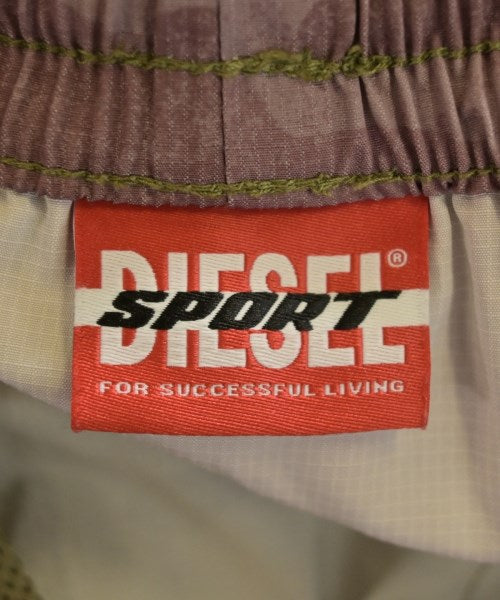 DIESEL®
SPORT
FOR SUCCESSFUL LIVING